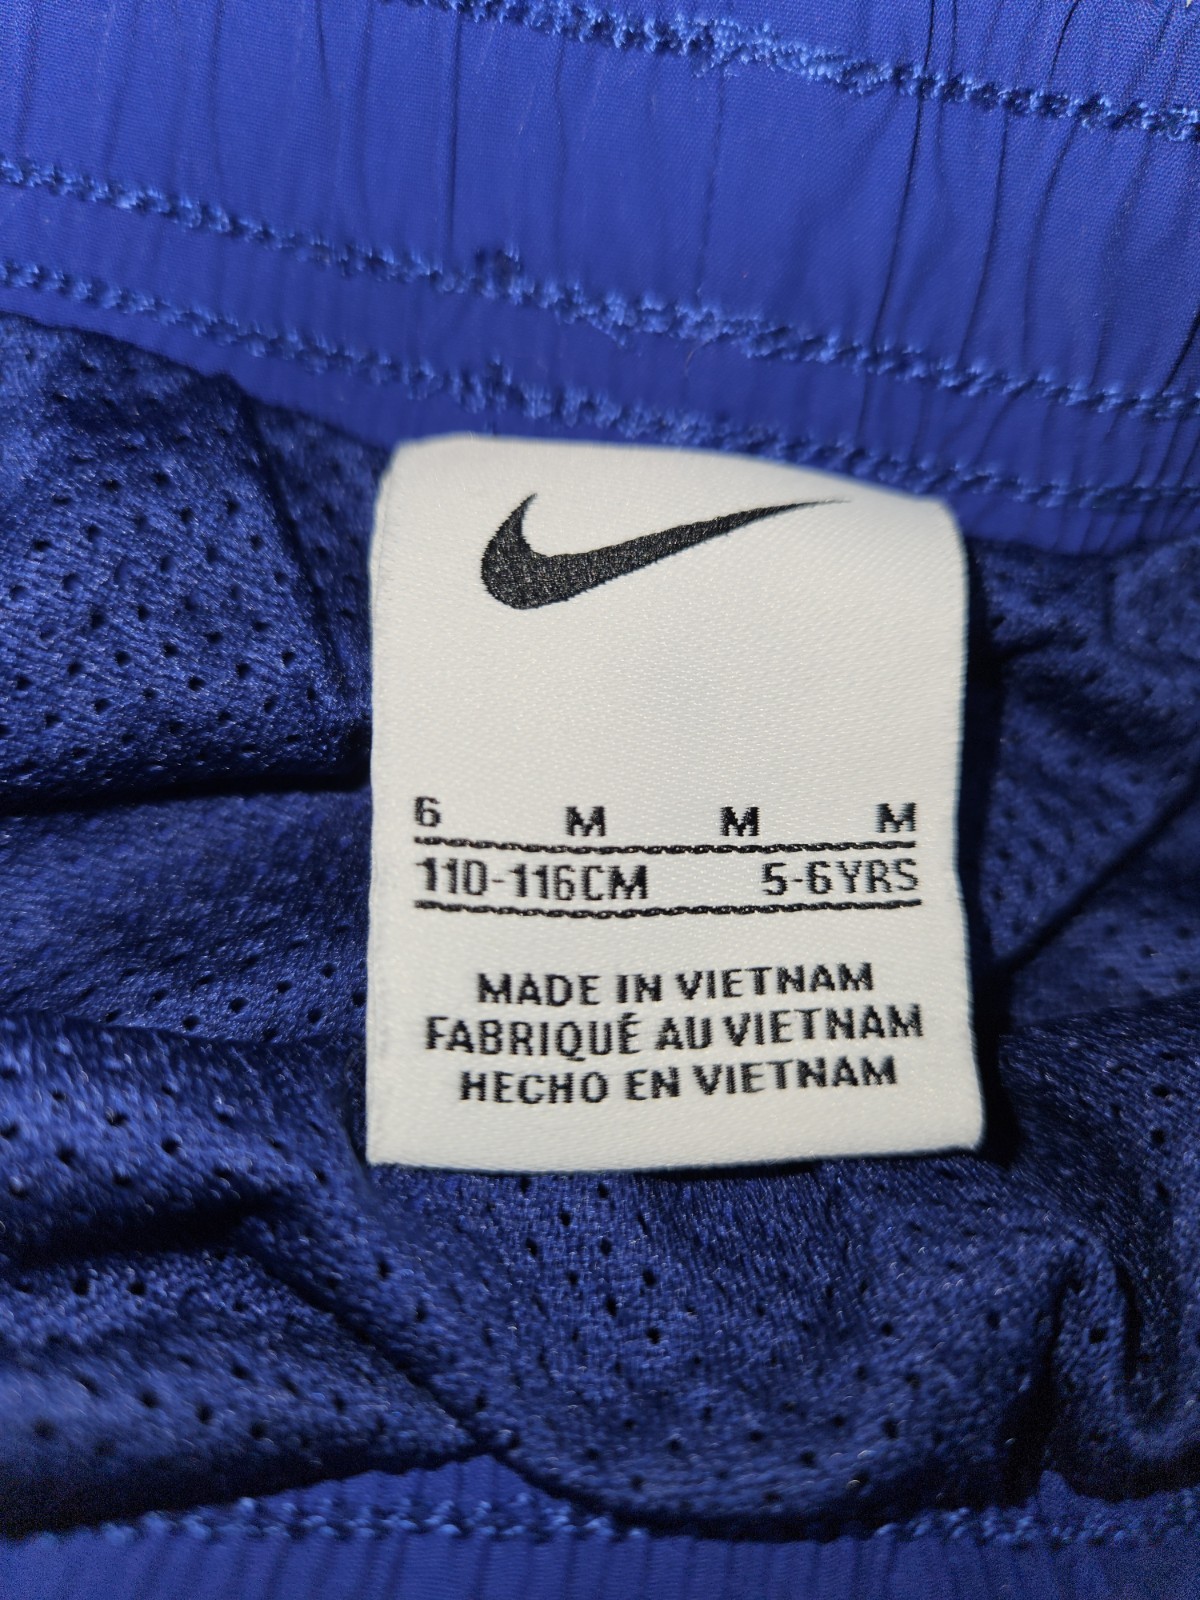 6 M M M
110-116CM 5-6YRS
MADE IN VIETNAM
FABRIQUÉ AU VIETNAM
HECHO EN VIETNAM